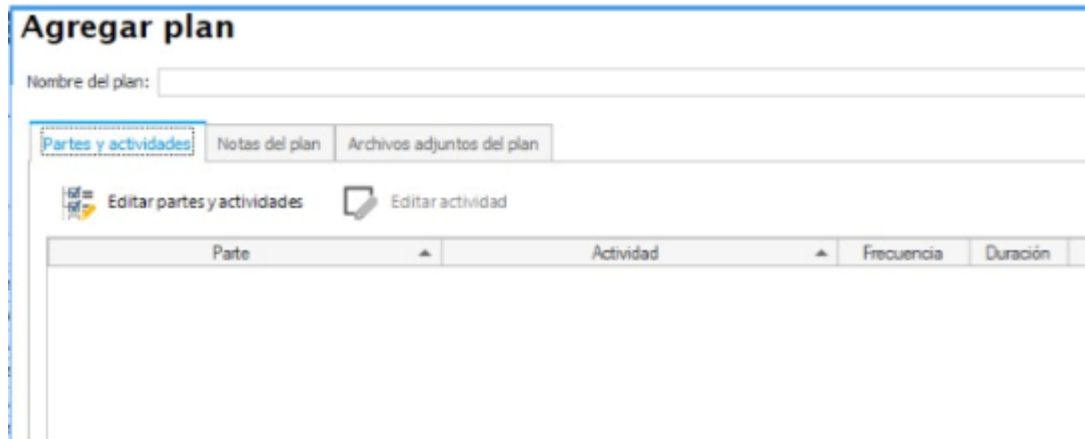 Agregar plan
Nombre del plan:
Partes y actividades Notas del plan Archivos adjuntos del plan
Editar partes y actividades Editar actividad
Parte Actividad Frecuencia Duración